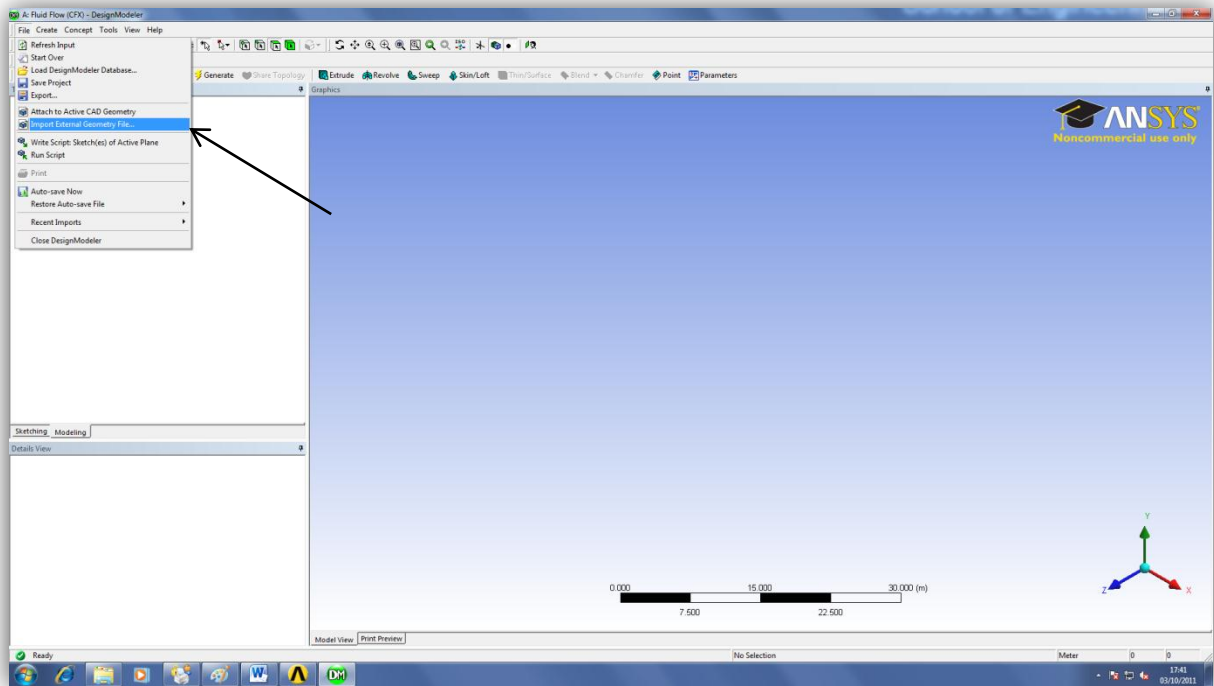 A: Fluid Flow (CFX) - DesignModeler
File Create Concept Tools View Help
Refresh Input
Start Over
Load DesignModeler Database...
Save Project
Export...
Attach to Active CAD Geometry
Import External Geometry File...
Write Script: Sketch(es) of Active Plane
Run Script
Print
Auto-save Now
Restore Auto-save File
Recent Imports
Close DesignModeler
Generate Share Topology Extrude Revolve Sweep Skin/Loft Thin/Surface Blend Chamfer Point Parameters
Graphics
ANSYS
Noncommercial use only
Sketching Modeling
Details View
Y
Z X
0.000 15.000 30.000 (m)
7.500 22.500
Model View Print Preview
Ready No Selection Meter 0 0
W DM
17:41
03/10/2011